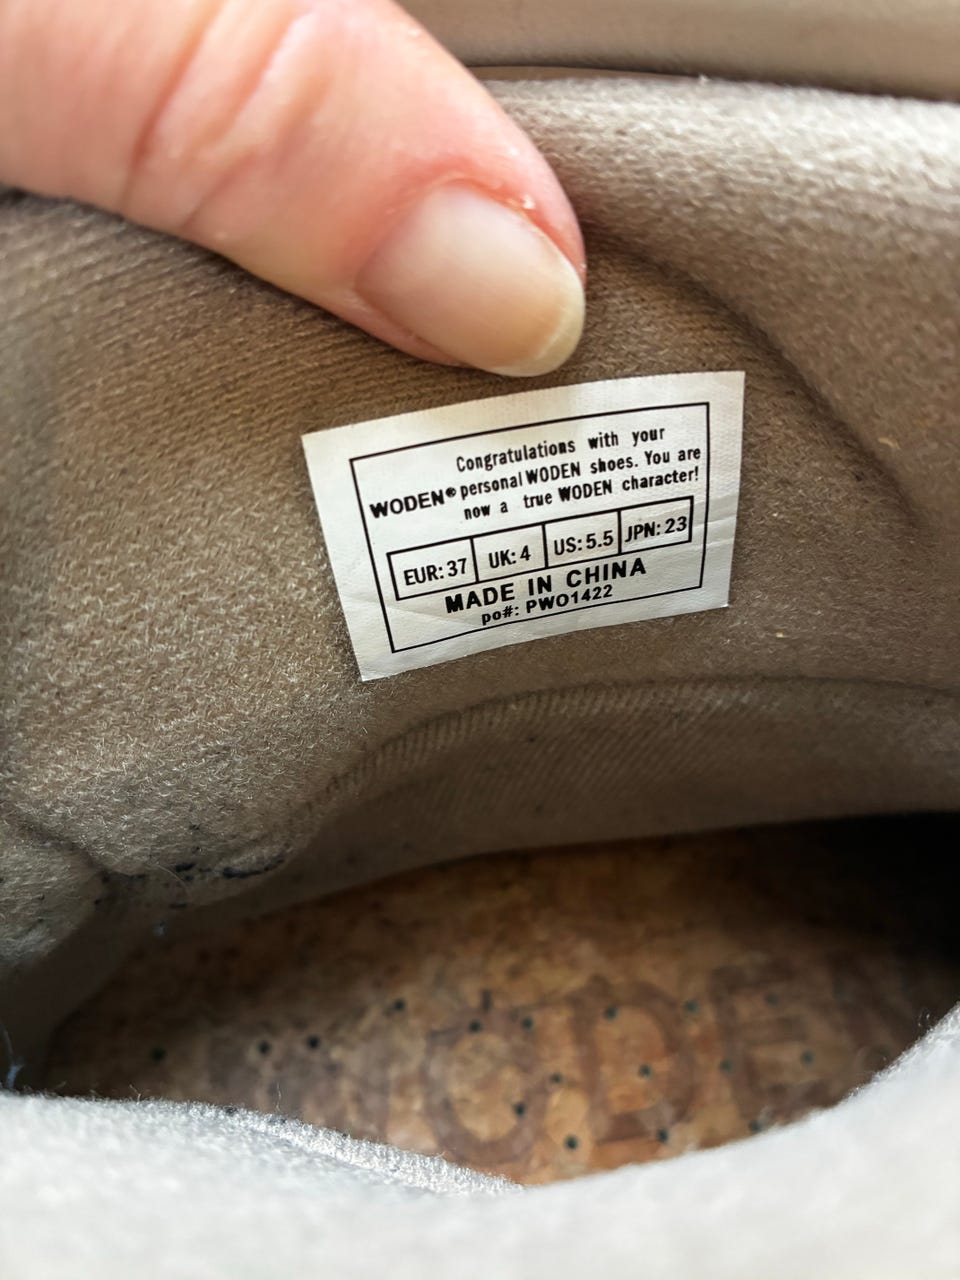 Congratulations with your
WODEN® personal WODEN shoes. You are
now a true WODEN character!
EUR: 37 UK: 4 US: 5.5 JPN: 23
MADE IN CHINA
po#: PWO1422
WODEN